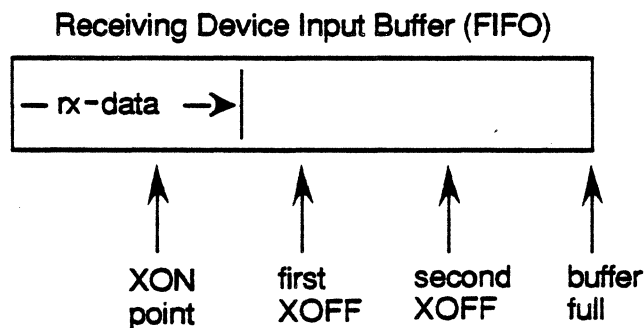 Receiving Device Input Buffer (FIFO)
rx-data
XON
point
first
XOFF
second
XOFF
buffer
full